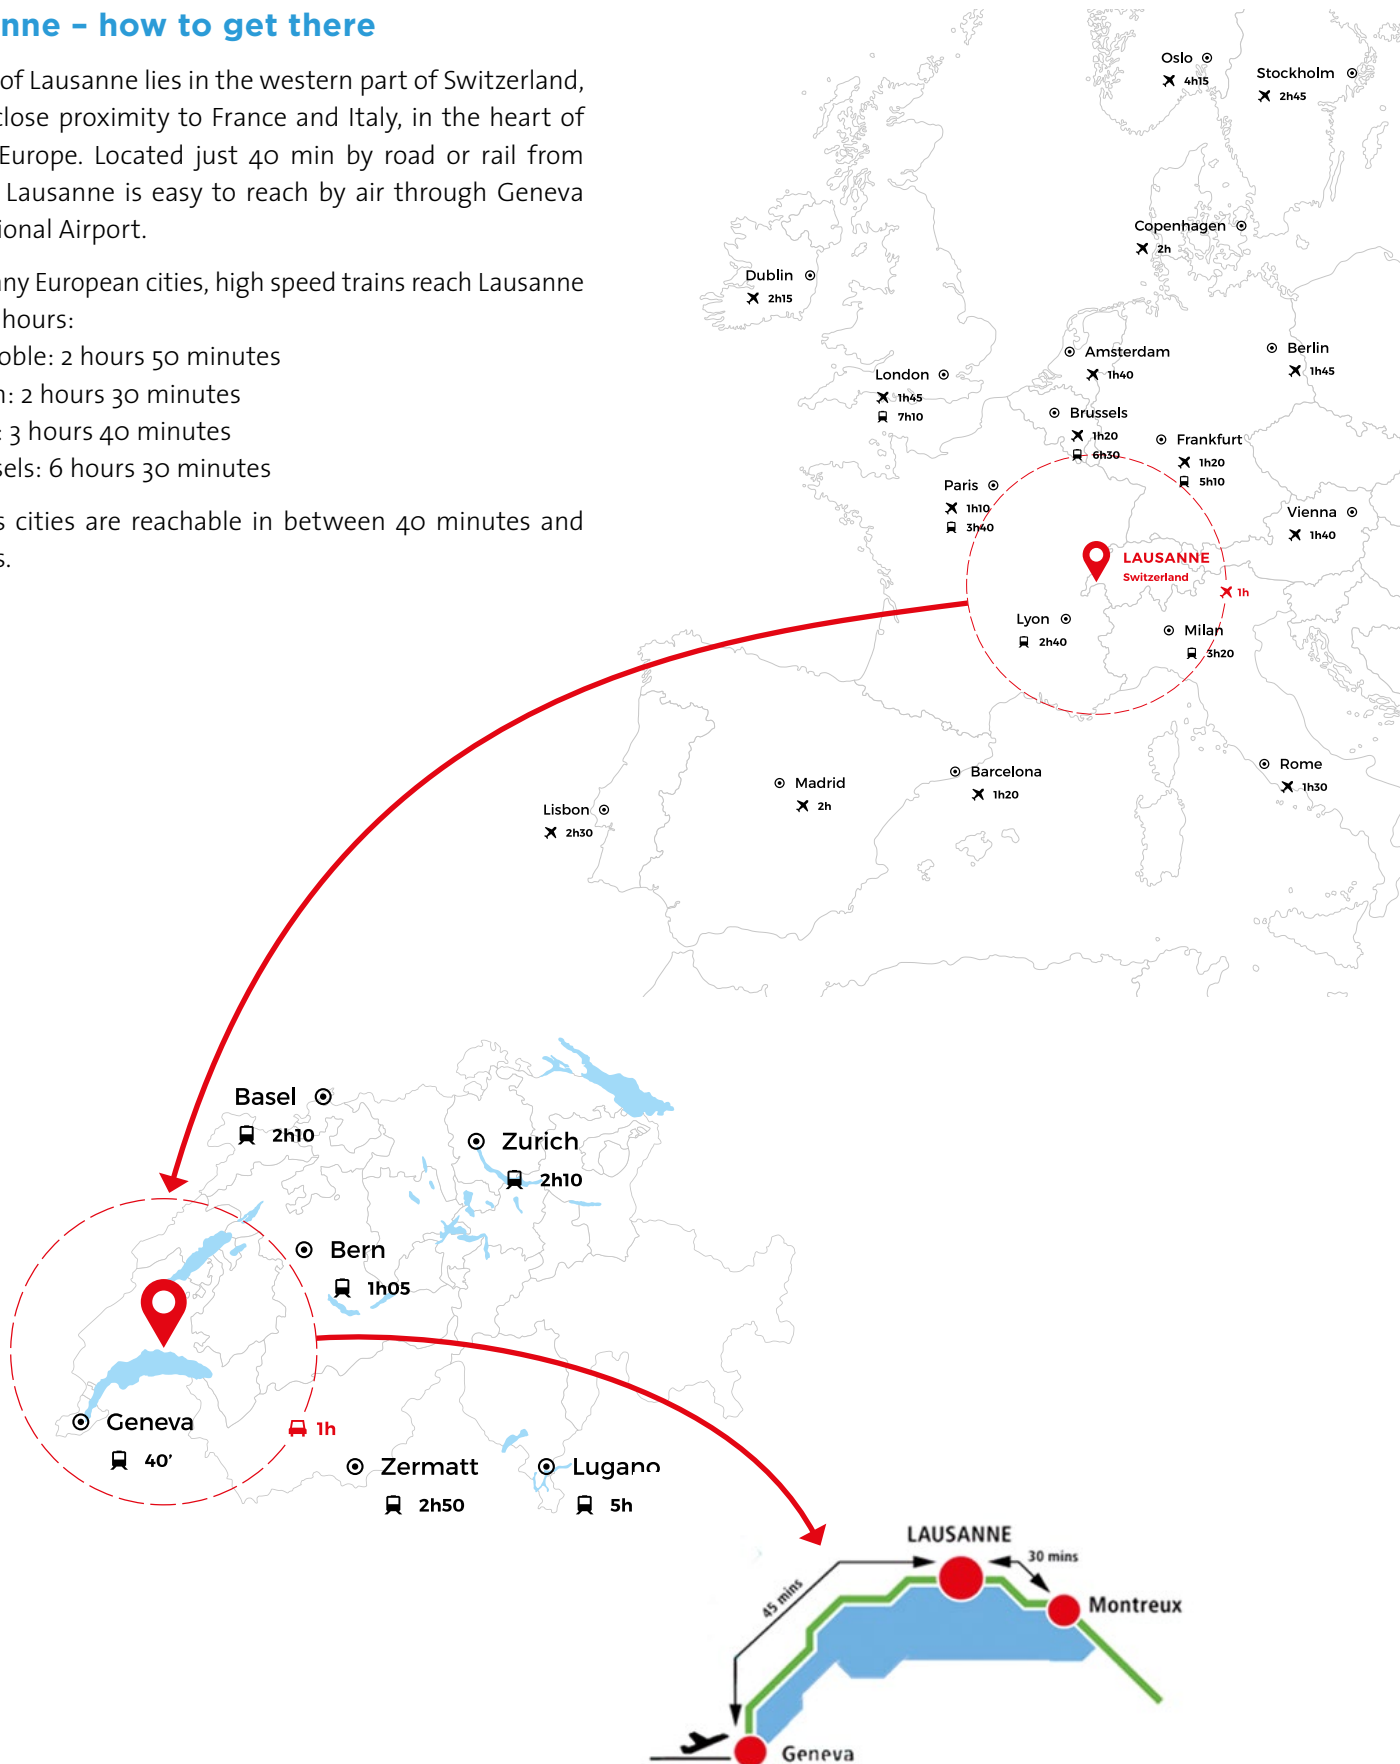 nne – how to get there
of Lausanne lies in the western part of Switzerland,
close proximity to France and Italy, in the heart of
Europe. Located just 40 min by road or rail from
Lausanne is easy to reach by air through Geneva
ional Airport.
ny European cities, high speed trains reach Lausanne
hours:
oble: 2 hours 50 minutes
n: 2 hours 30 minutes
: 3 hours 40 minutes
sels: 6 hours 30 minutes
s cities are reachable in between 40 minutes and
s.
Oslo
4h15
Stockholm
2h45
Copenhagen
2h
Dublin
2h15
Amsterdam
1h40
Berlin
1h45
London
1h45
7h10
Brussels
1h20
6h30
Frankfurt
1h20
5h10
Paris
1h10
3h40
Vienna
1h40
LAUSANNE
Switzerland
1h
Lyon
2h40
Milan
3h20
Madrid
2h
Barcelona
1h20
Rome
1h30
Lisbon
2h30
Basel
2h10
Zurich
2h10
Bern
1h05
Geneva
40'
1h
Zermatt
2h50
Lugano
5h
LAUSANNE
30 mins
45 mins
Montreux
Geneva